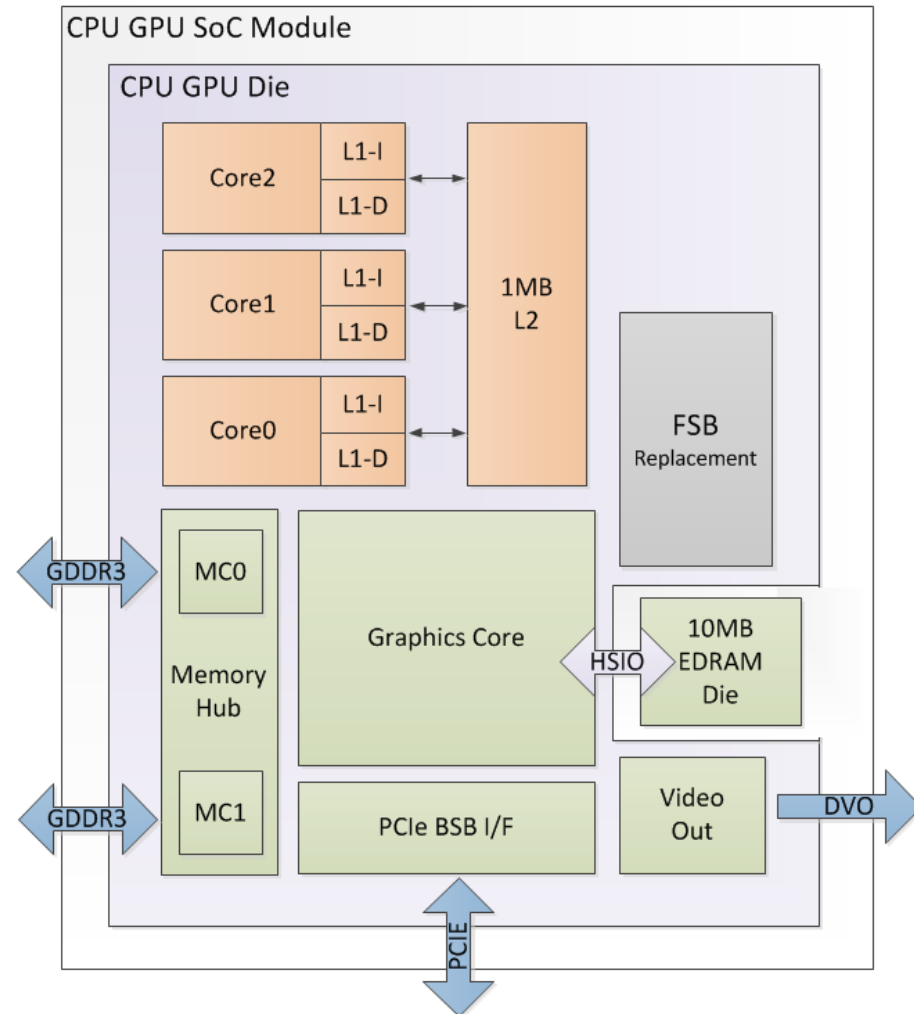 CPU GPU SoC Module
CPU GPU Die
Core2
L1-I
L1-D
Core1
L1-I
L1-D
Core0
L1-I
L1-D
1MB
L2
FSB
Replacement
GDDR3
MC0
Memory
Hub
GDDR3
MC1
Graphics Core
HSIO
10MB
EDRAM
Die
PCIe BSB I/F
Video
Out
DVO
PCIE